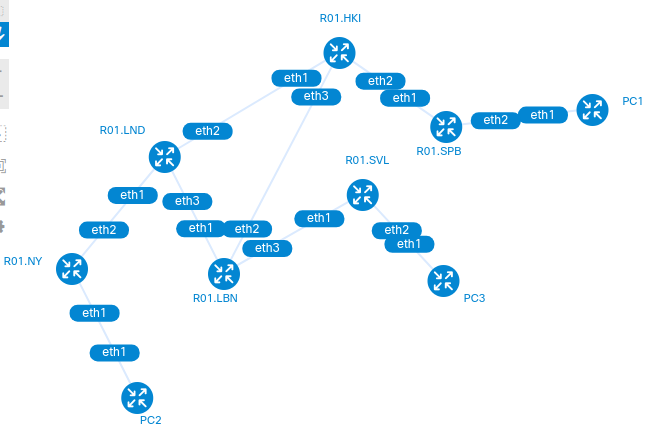 R01.HKI
eth1
eth2
eth3
eth1
PC1
eth2
eth1
R01.LND
eth2
R01.SPB
R01.SVL
eth1
eth3
eth1
eth2
eth1
eth2
eth2
eth1
eth3
R01.NY
R01.LBN
PC3
eth1
eth1
PC2